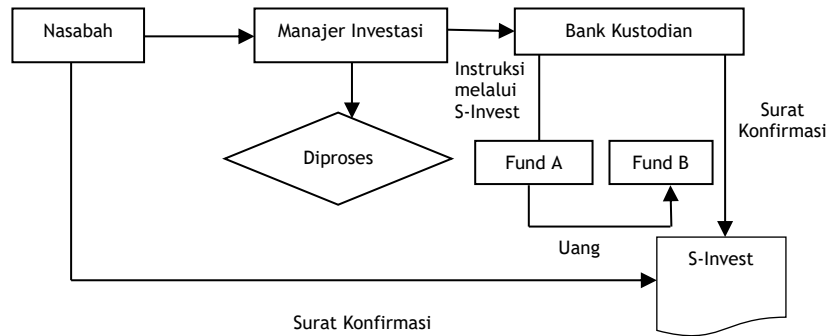 Nasabah
Manajer Investasi
Bank Kustodian
Instruksi
melalui
S-Invest
Surat
Konfirmasi
Diproses
Fund A
Fund B
Uang
S-Invest
Surat Konfirmasi